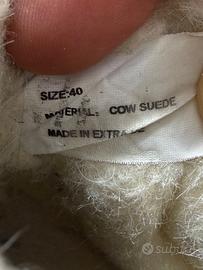 SIZE:40
MATERIAL: COW SUEDE
MADE IN EXTRA
subito